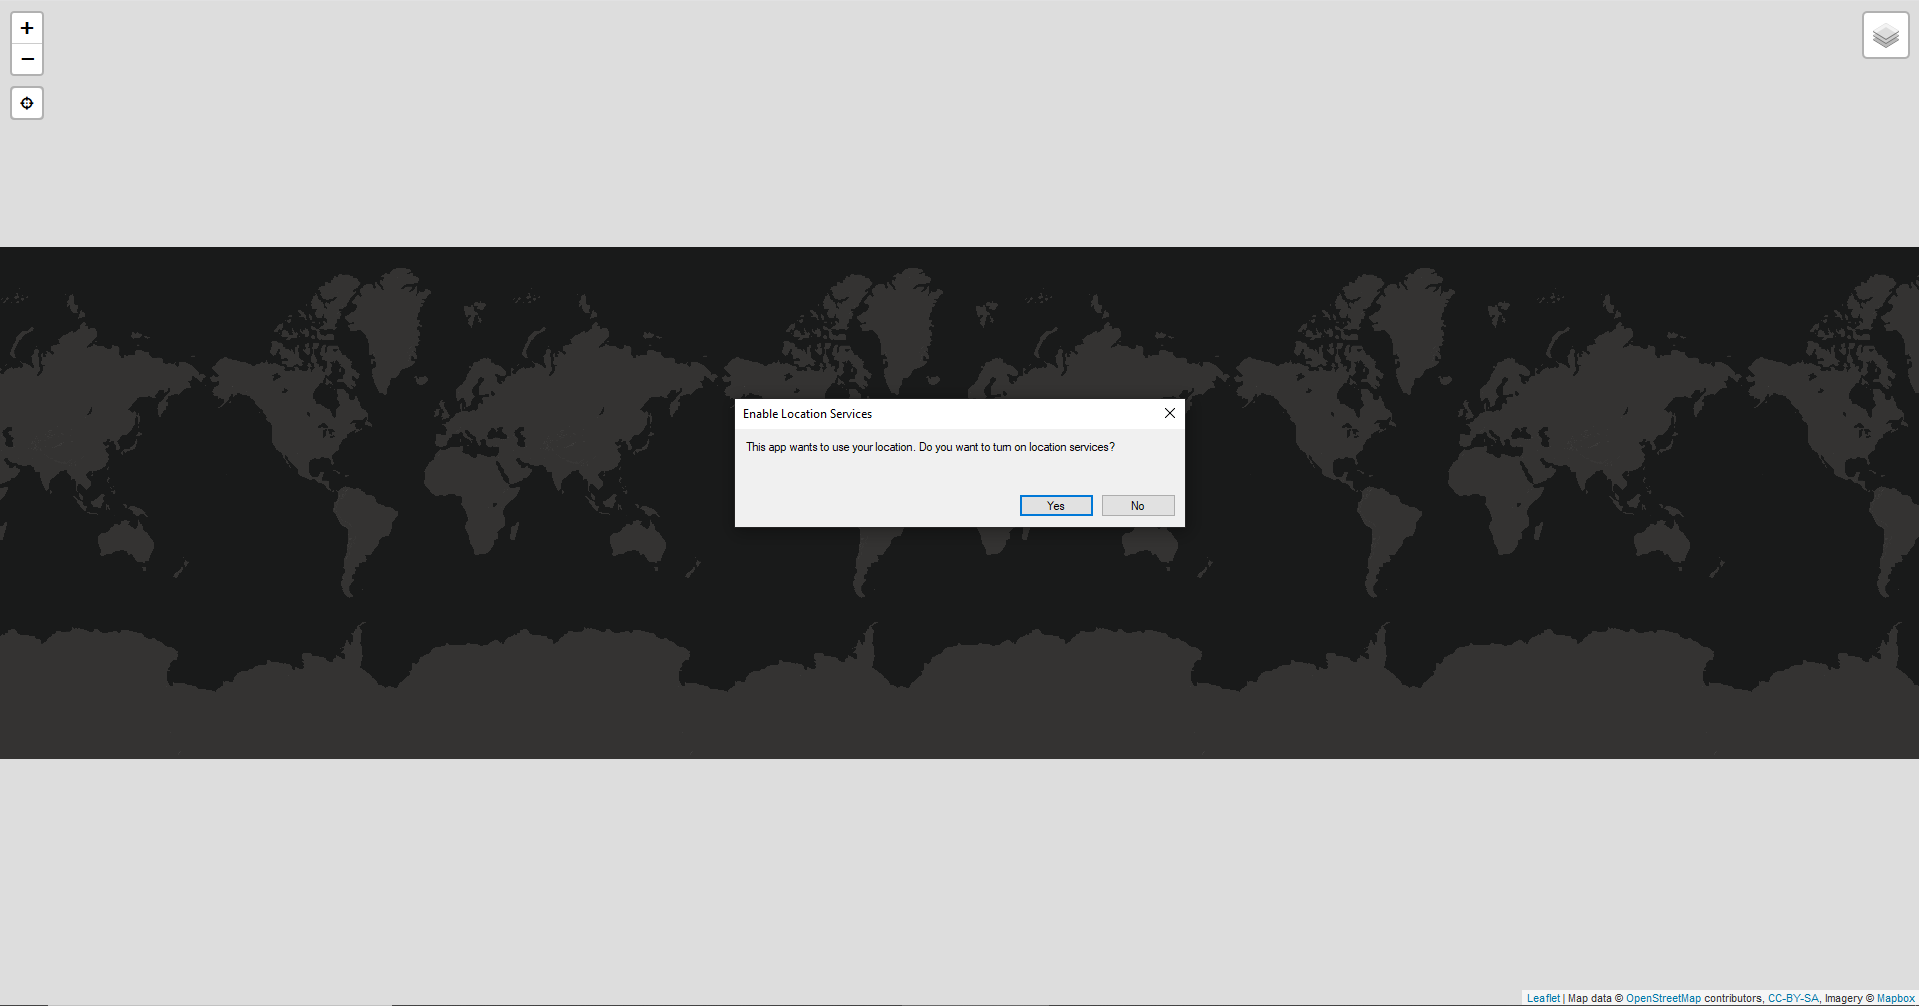 +
−
Enable Location Services
This app wants to use your location. Do you want to turn on location services?
Yes
No
Leaflet | Map data © OpenStreetMap contributors, CC-BY-SA, Imagery © Mapbox